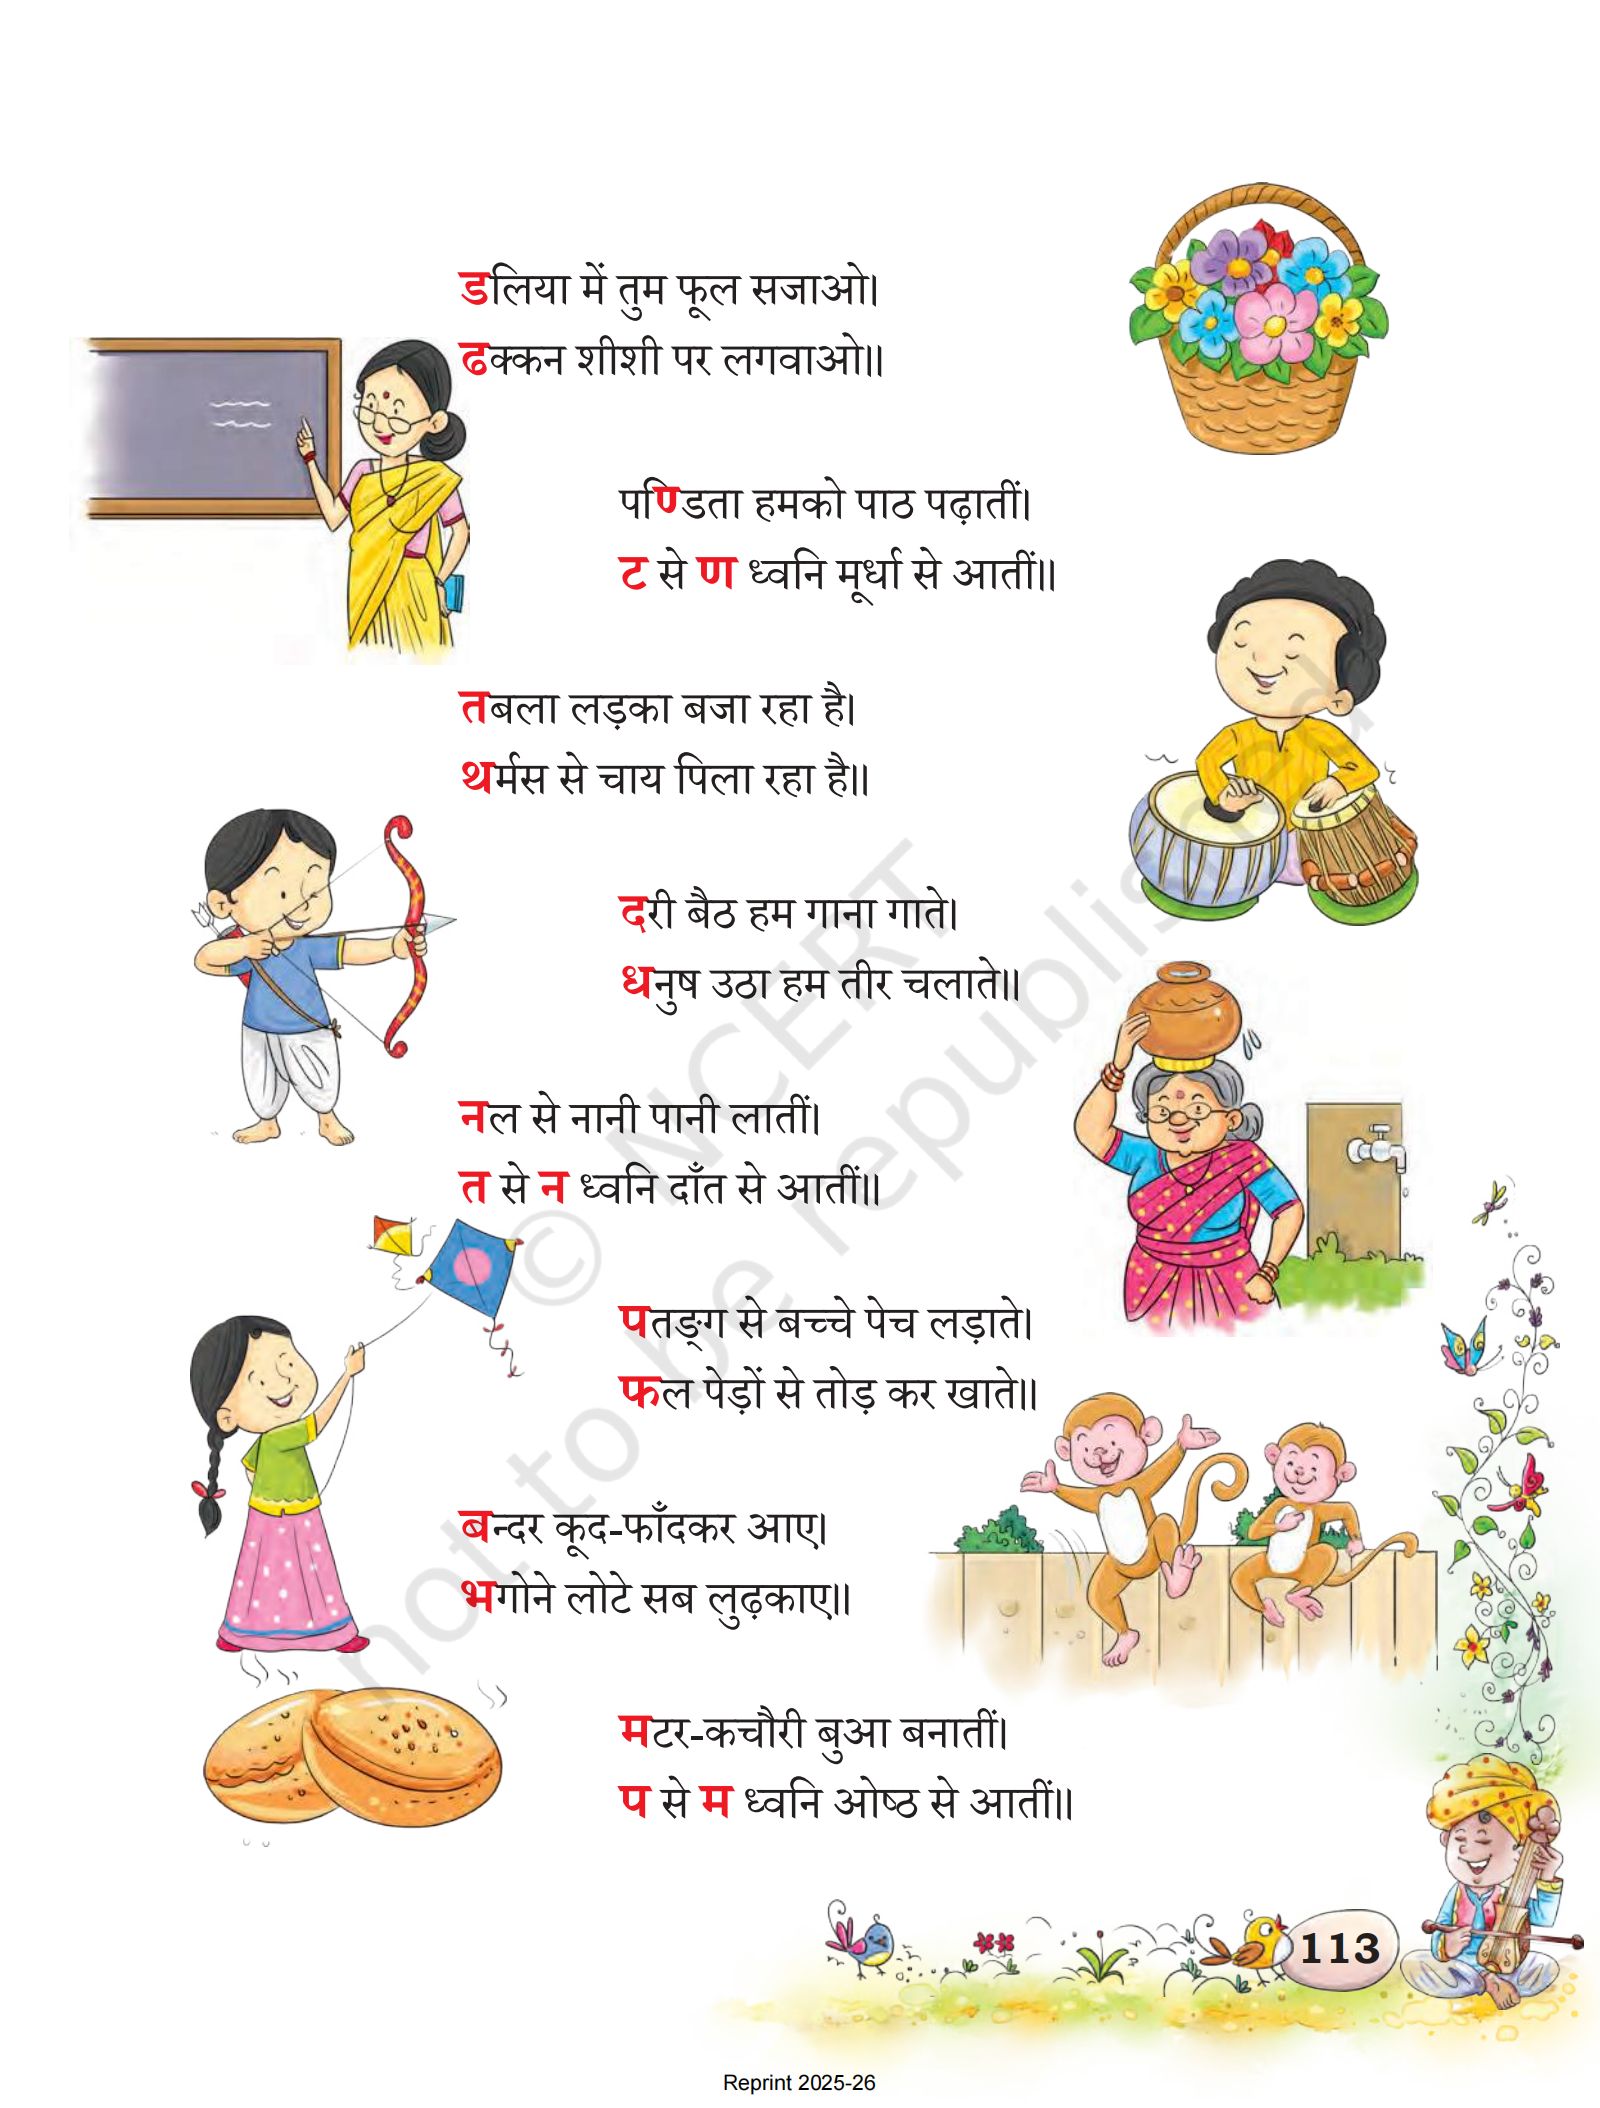 डलिया में तुम फूल सजाओ।
ढक्कन शीशी पर लगवाओ॥
पण्डिता हमको पाठ पढ़ातीं।
ट से ण ध्वनि मूर्धा से आतीं॥
तबला लड़का बजा रहा है।
थर्मस से चाय पिला रहा है॥
दरी बैठ हम गाना गाते।
धनुष उठा हम तीर चलाते॥
नल से नानी पानी लातीं।
त से न ध्वनि दाँत से आतीं॥
पतङ्ग से बच्चे पेच लड़ाते।
फल पेड़ों से तोड़ कर खाते॥
बन्दर कूद-फाँदकर आए।
भगोने लोटे सब लुढ़काए॥
मटर-कचौरी बुआ बनातीं।
प से म ध्वनि ओष्ठ से आतीं॥
© NCERT
not to be republished
113
Reprint 2025-26